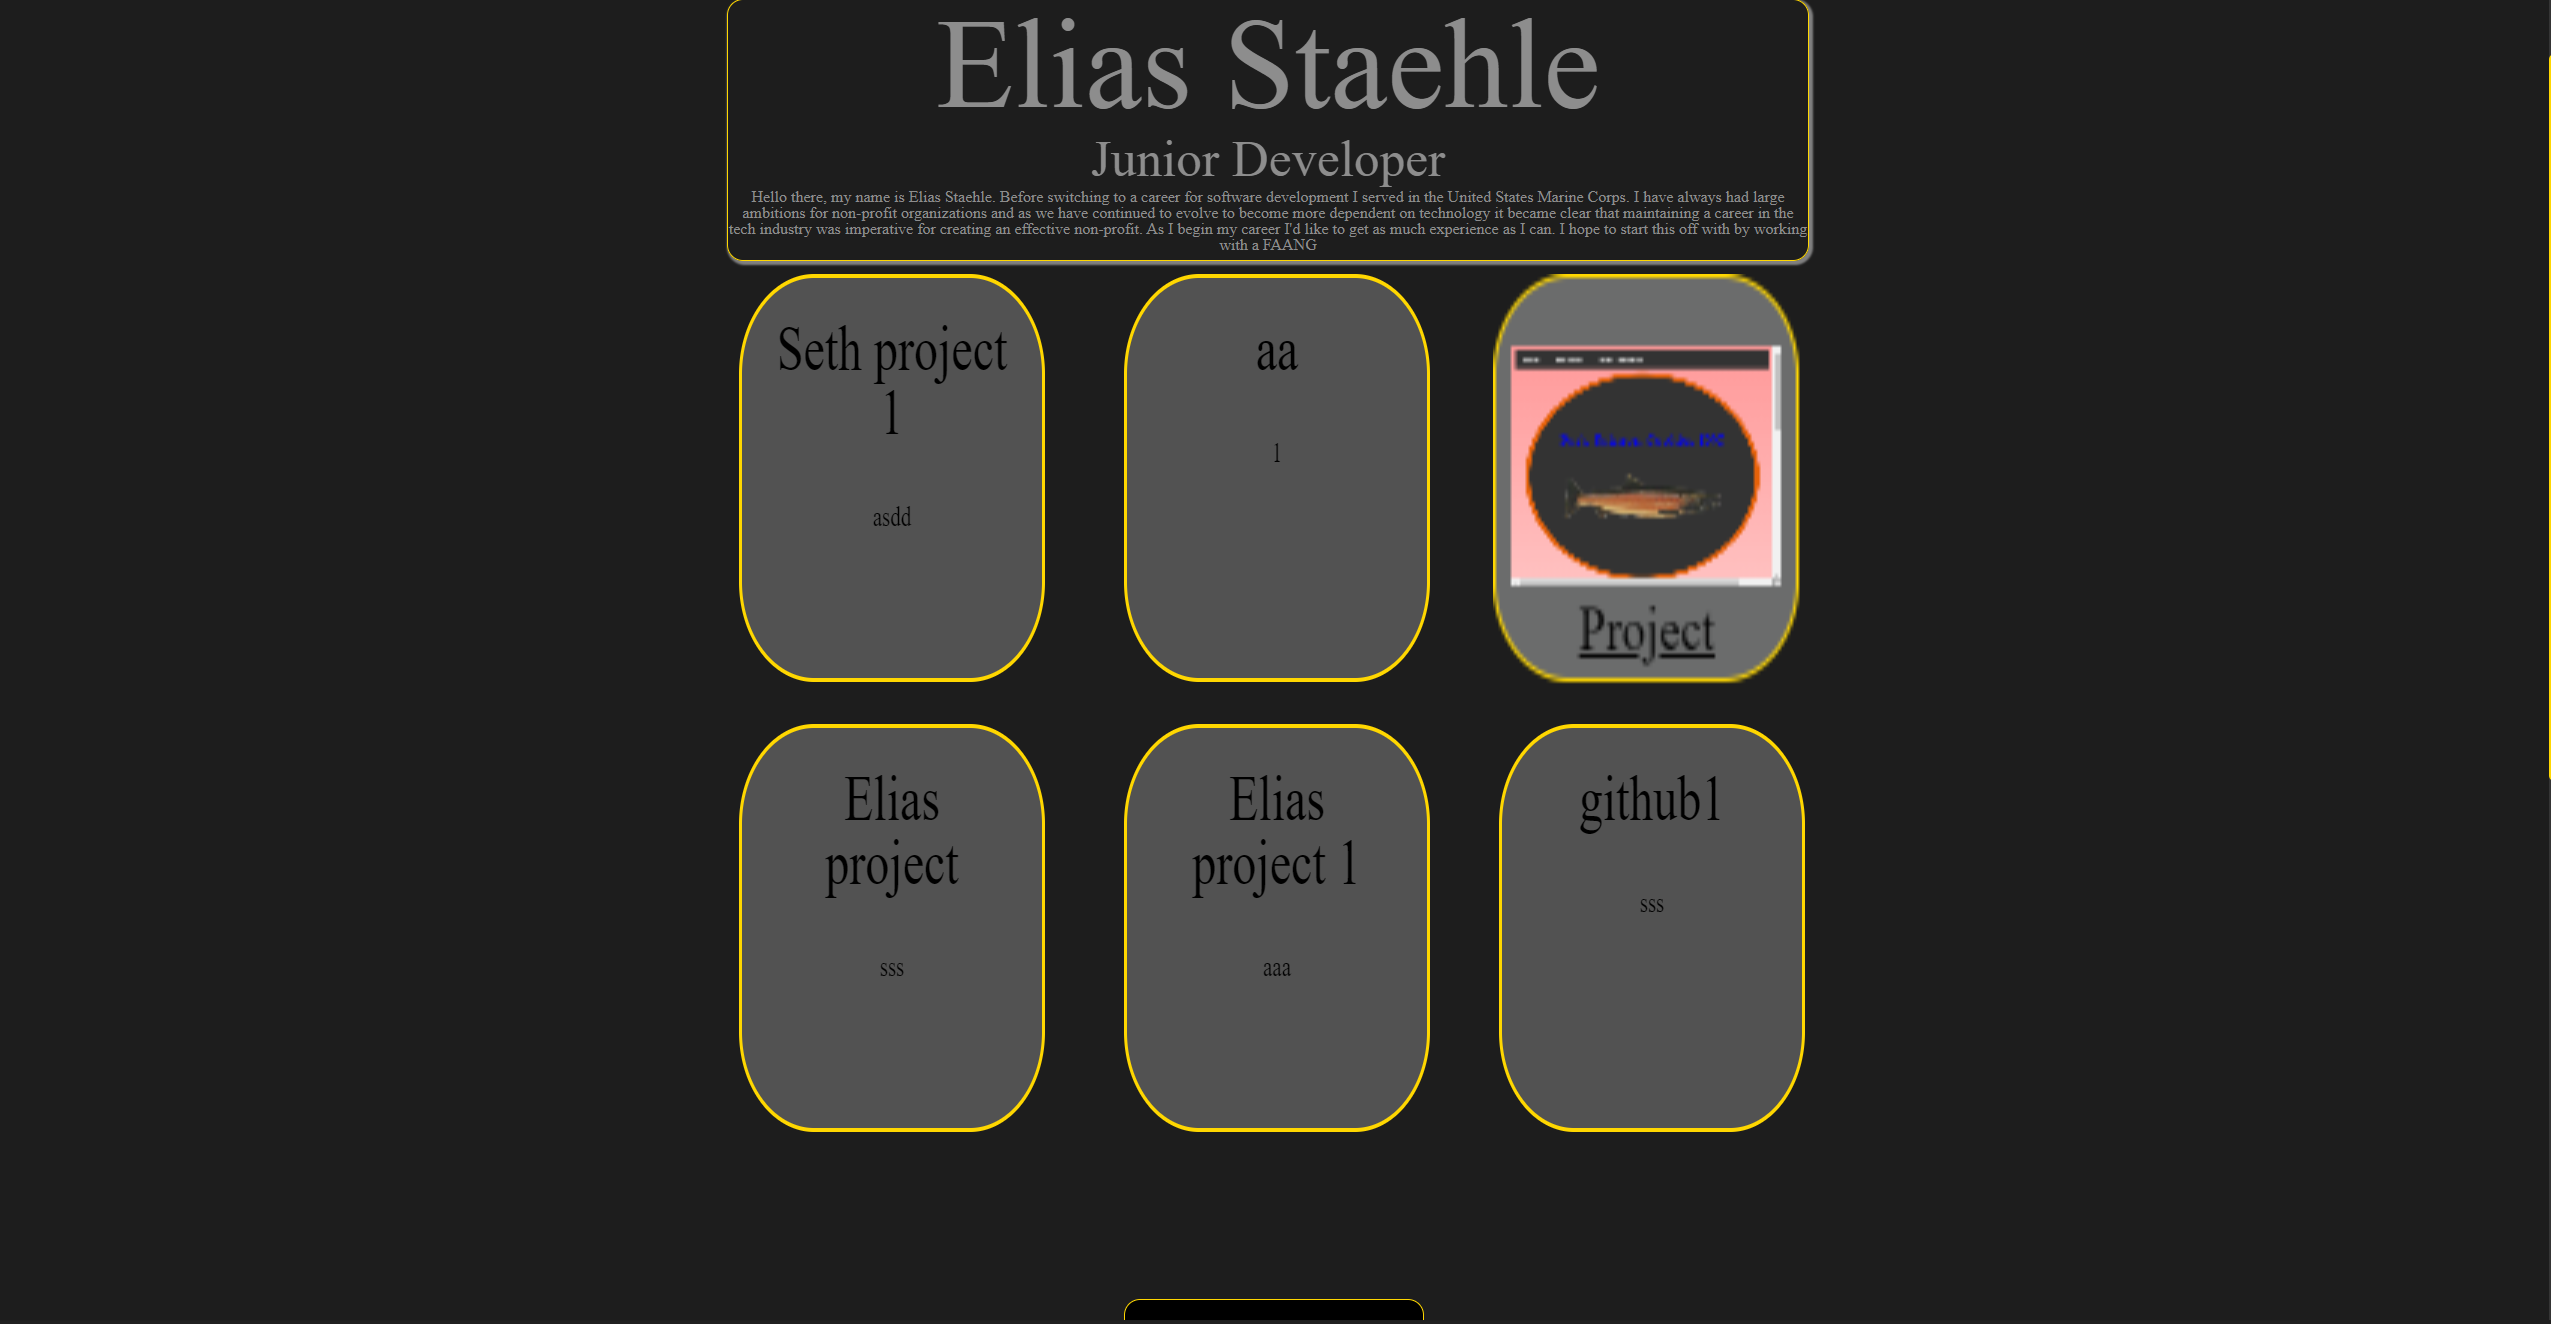 Elias Staehle
Junior Developer
Hello there, my name is Elias Staehle. Before switching to a career for software development I served in the United States Marine Corps. I have always had large
ambitions for non-profit organizations and as we have continued to evolve to become more dependent on technology it became clear that maintaining a career in the
tech industry was imperative for creating an effective non-profit. As I begin my career I'd like to get as much experience as I can. I hope to start this off with by working
with a FAANG
Seth project
1
asdd
aa
1
Project
Elias
project
sss
Elias
project 1
aaa
github1
sss